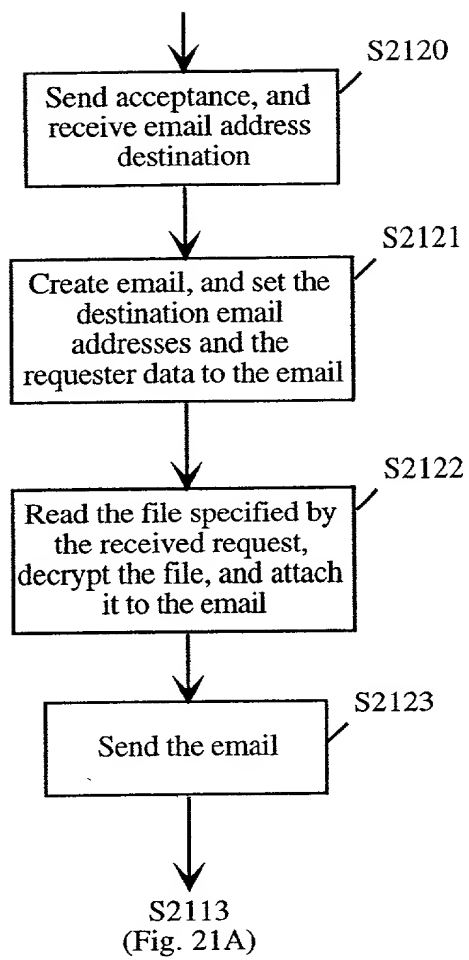 S2120
Send acceptance, and
receive email address
destination
S2121
Create email, and set the
destination email
addresses and the
requester data to the email
S2122
Read the file specified by
the received request,
decrypt the file, and attach
it to the email
S2123
Send the email
S2113
(Fig. 21A)